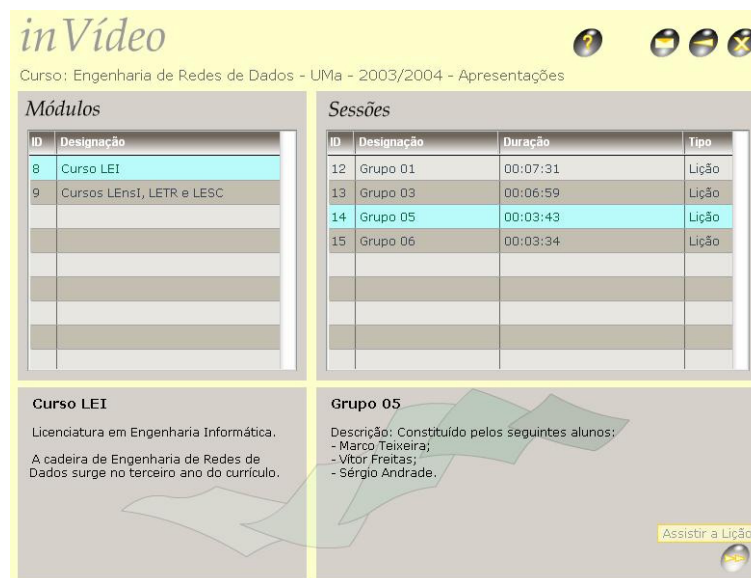 inVídeo
?
Curso: Engenharia de Redes de Dados - UMa - 2003/2004 - Apresentações
Módulos
ID Designação
8 Curso LEI
9 Cursos LEnsI, LETR e LESC
Sessões
ID Designação Duração Tipo
12 Grupo 01 00:07:31 Lição
13 Grupo 03 00:06:59 Lição
14 Grupo 05 00:03:43 Lição
15 Grupo 06 00:03:34 Lição
Curso LEI
Licenciatura em Engenharia Informática.
A cadeira de Engenharia de Redes de
Dados surge no terceiro ano do currículo.
Grupo 05
Descrição: Constituído pelos seguintes alunos:
- Marco Teixeira;
- Vítor Freitas;
- Sérgio Andrade.
Assistir a Lição